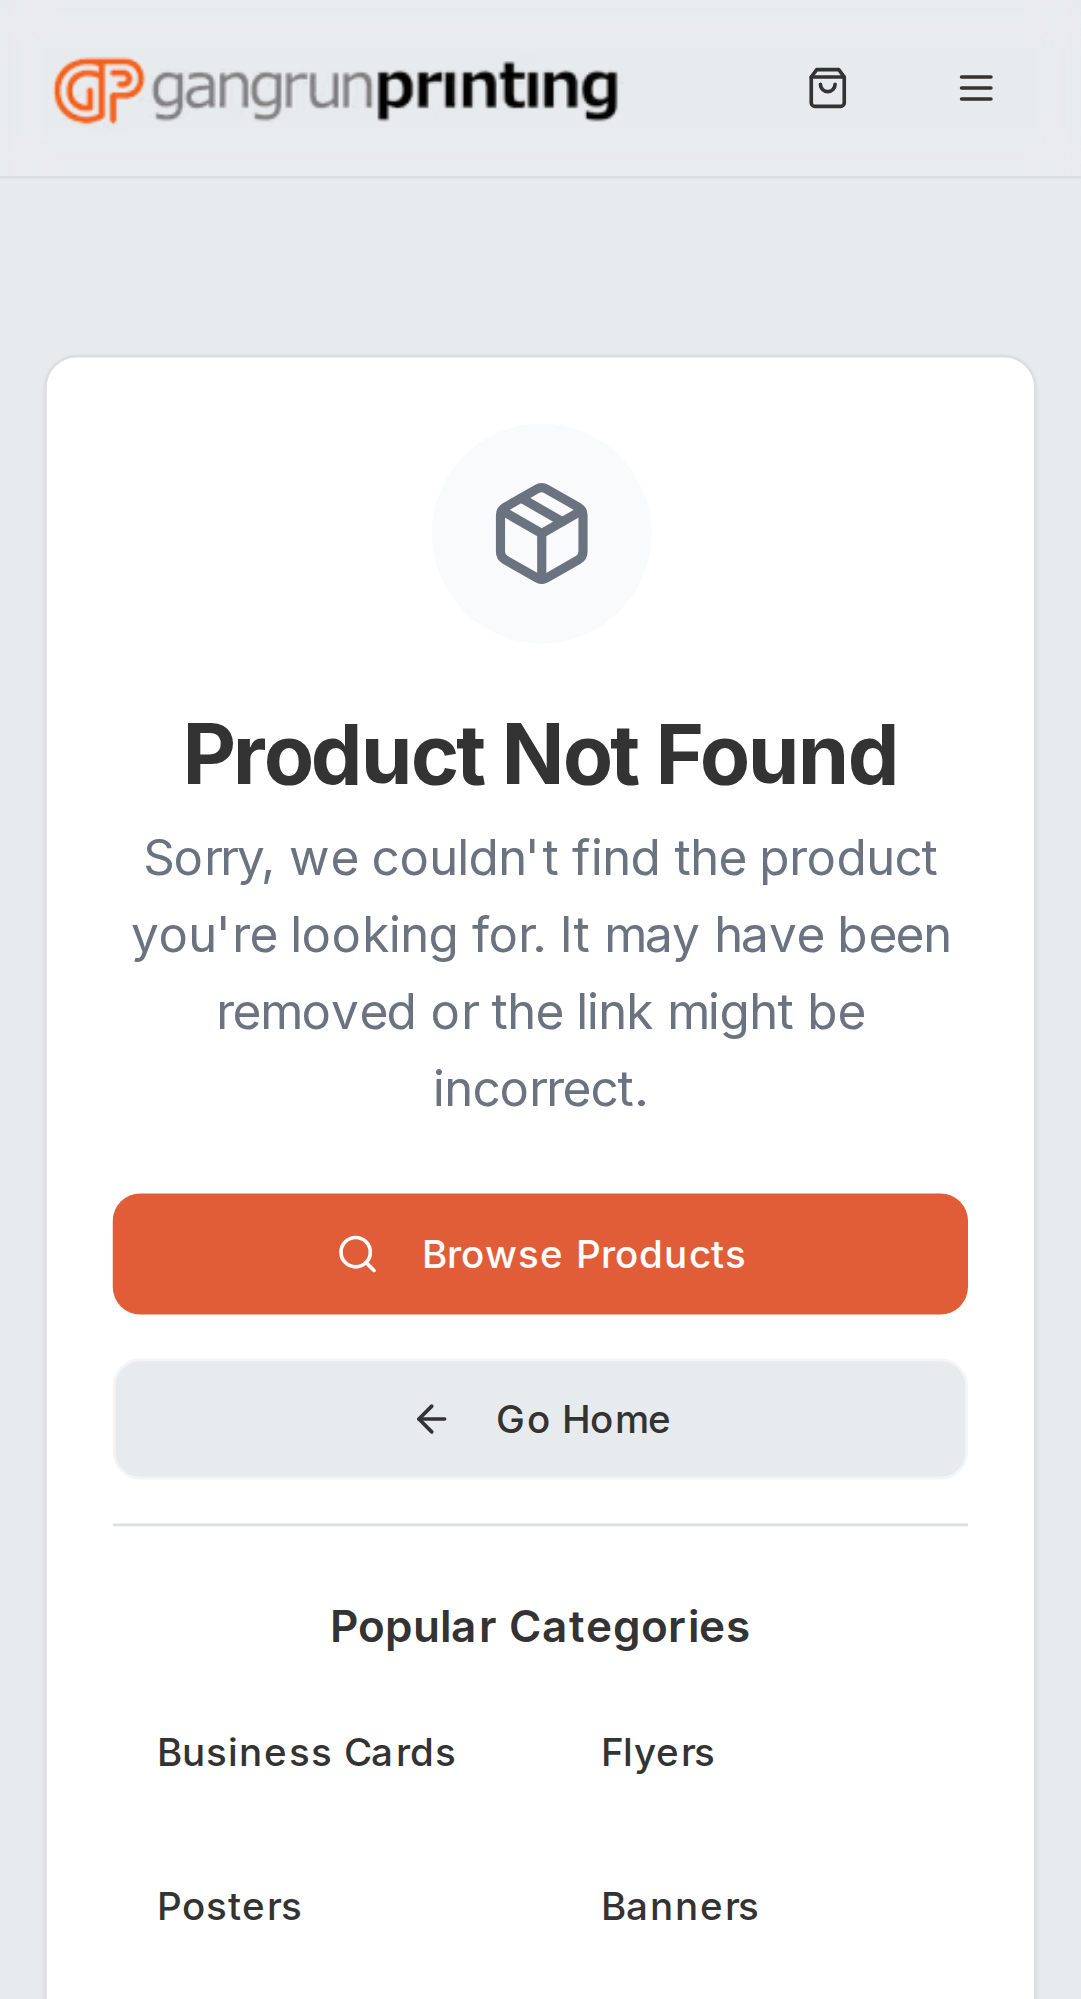 gangrunprinting
Product Not Found
Sorry, we couldn't find the product
you're looking for. It may have been
removed or the link might be
incorrect.
Browse Products
Go Home
Popular Categories
Business Cards Flyers
Posters Banners